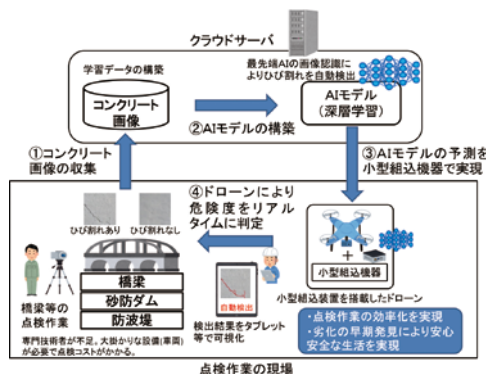 クラウドサーバ
学習データの構築
コンクリート
画像
最先端AIの画像認識に
よりひび割れを自動検出
AIモデル
(深層学習)
②AIモデルの構築
①コンクリート
画像の収集
③AIモデルの予測を
小型組込機器で実現
ひび割れあり
ひび割れなし
④ドローンにより
危険度をリアル
タイムに判定
橋梁等の
点検作業
橋梁
砂防ダム
防波堤
自動検出
検出結果をタブレット
等で可視化
+
小型組込機器
小型組込装置を搭載したドローン
・点検作業の効率化を実現
・劣化の早期発見により安心
安全な生活を実現
専門技術者が不足。大掛かりな設備(車両)
が必要で点検コストがかかる。
点検作業の現場